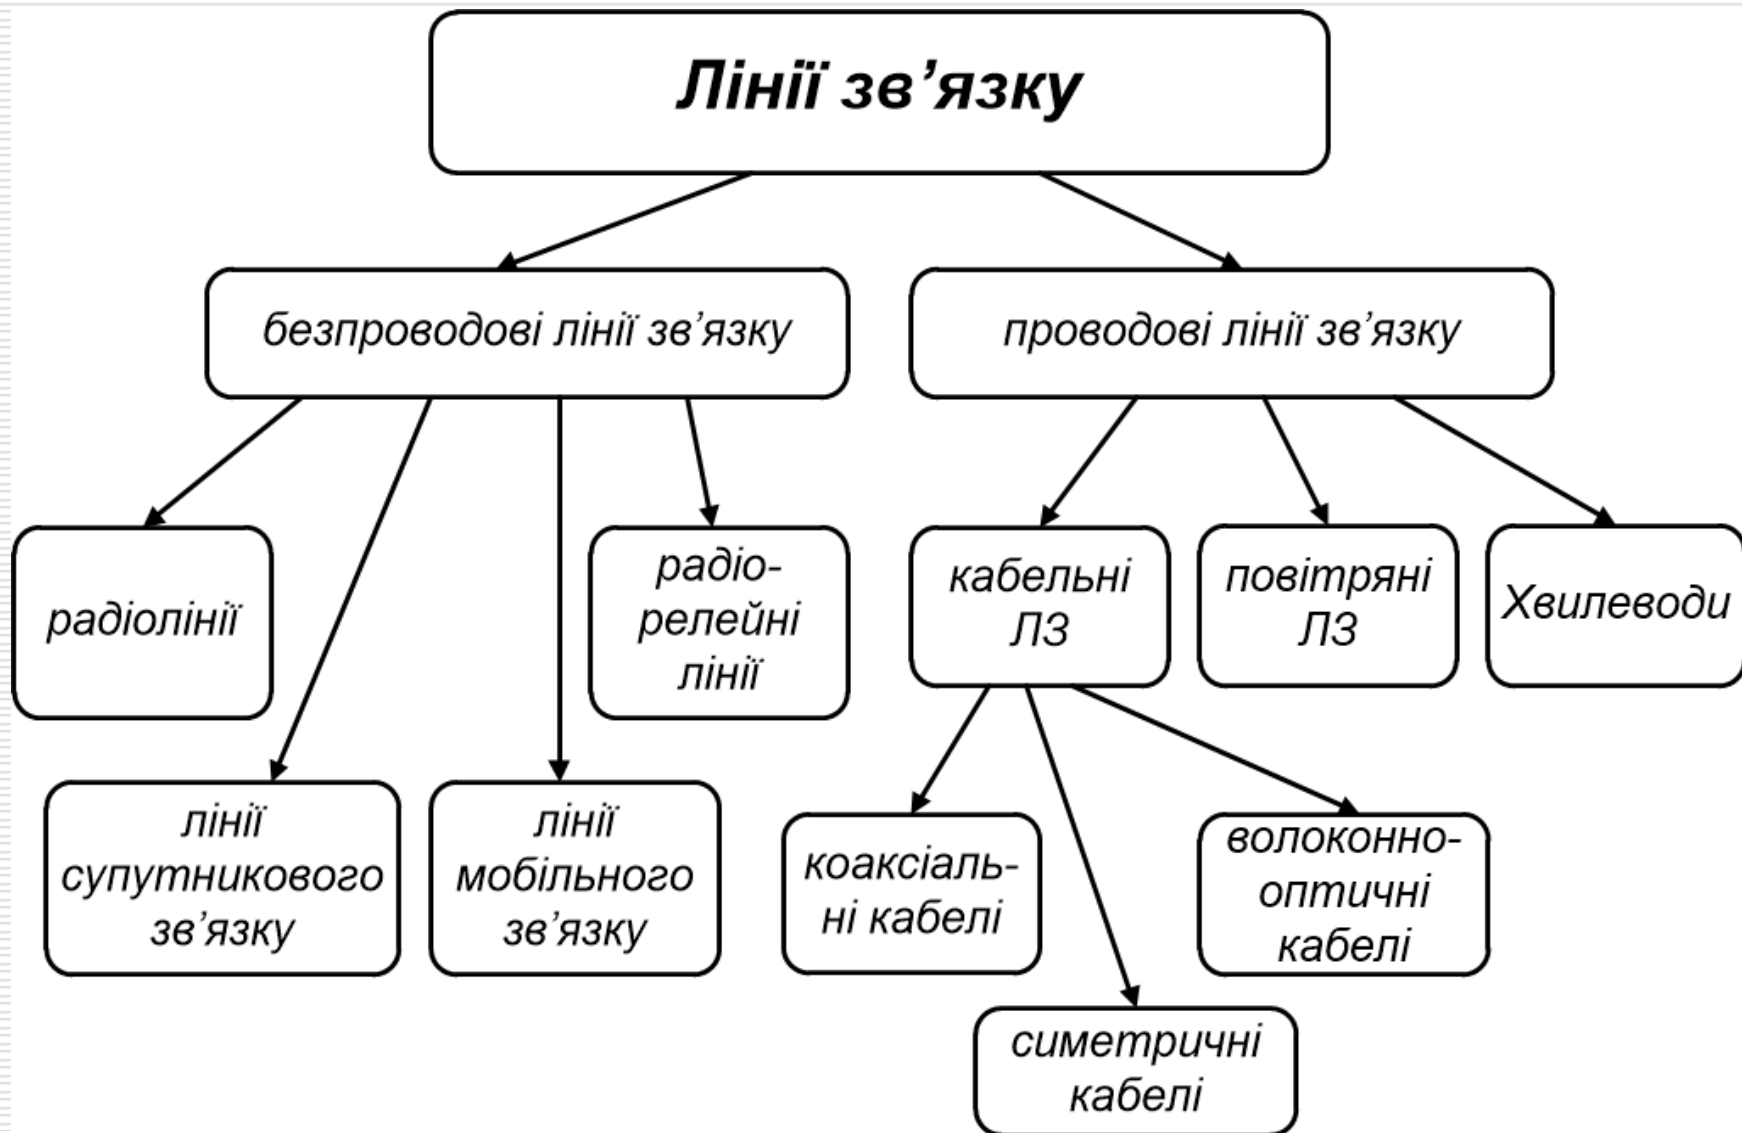 Лінії зв’язку
безпроводові лінії зв’язку
проводові лінії зв’язку
радіолінії
радіо-
релейні
лінії
кабельні
ЛЗ
повітряні
ЛЗ
Хвилеводи
лінії
супутникового
зв’язку
лінії
мобільного
зв’язку
коаксіаль-
ні кабелі
волоконно-
оптичні
кабелі
симетричні
кабелі